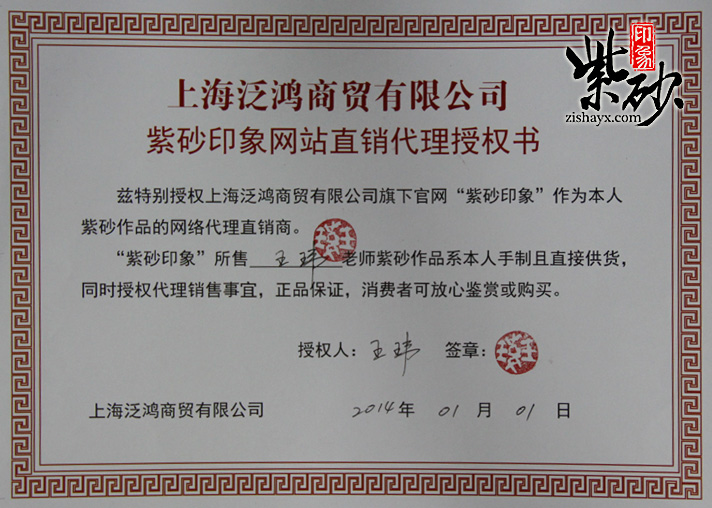 紫砂
印象
zishayx.com
上海泛鸿商贸有限公司
紫砂印象网站直销代理授权书
兹特别授权上海泛鸿商贸有限公司旗下官网“紫砂印象”作为本人
紫砂作品的网络代理直销商。
“紫砂印象”所售 王玮 老师紫砂作品系本人手制且直接供货，
同时授权代理销售事宜，正品保证，消费者可放心鉴赏或购买。
授权人：王玮 签章：
上海泛鸿商贸有限公司 2014年 01月 01日